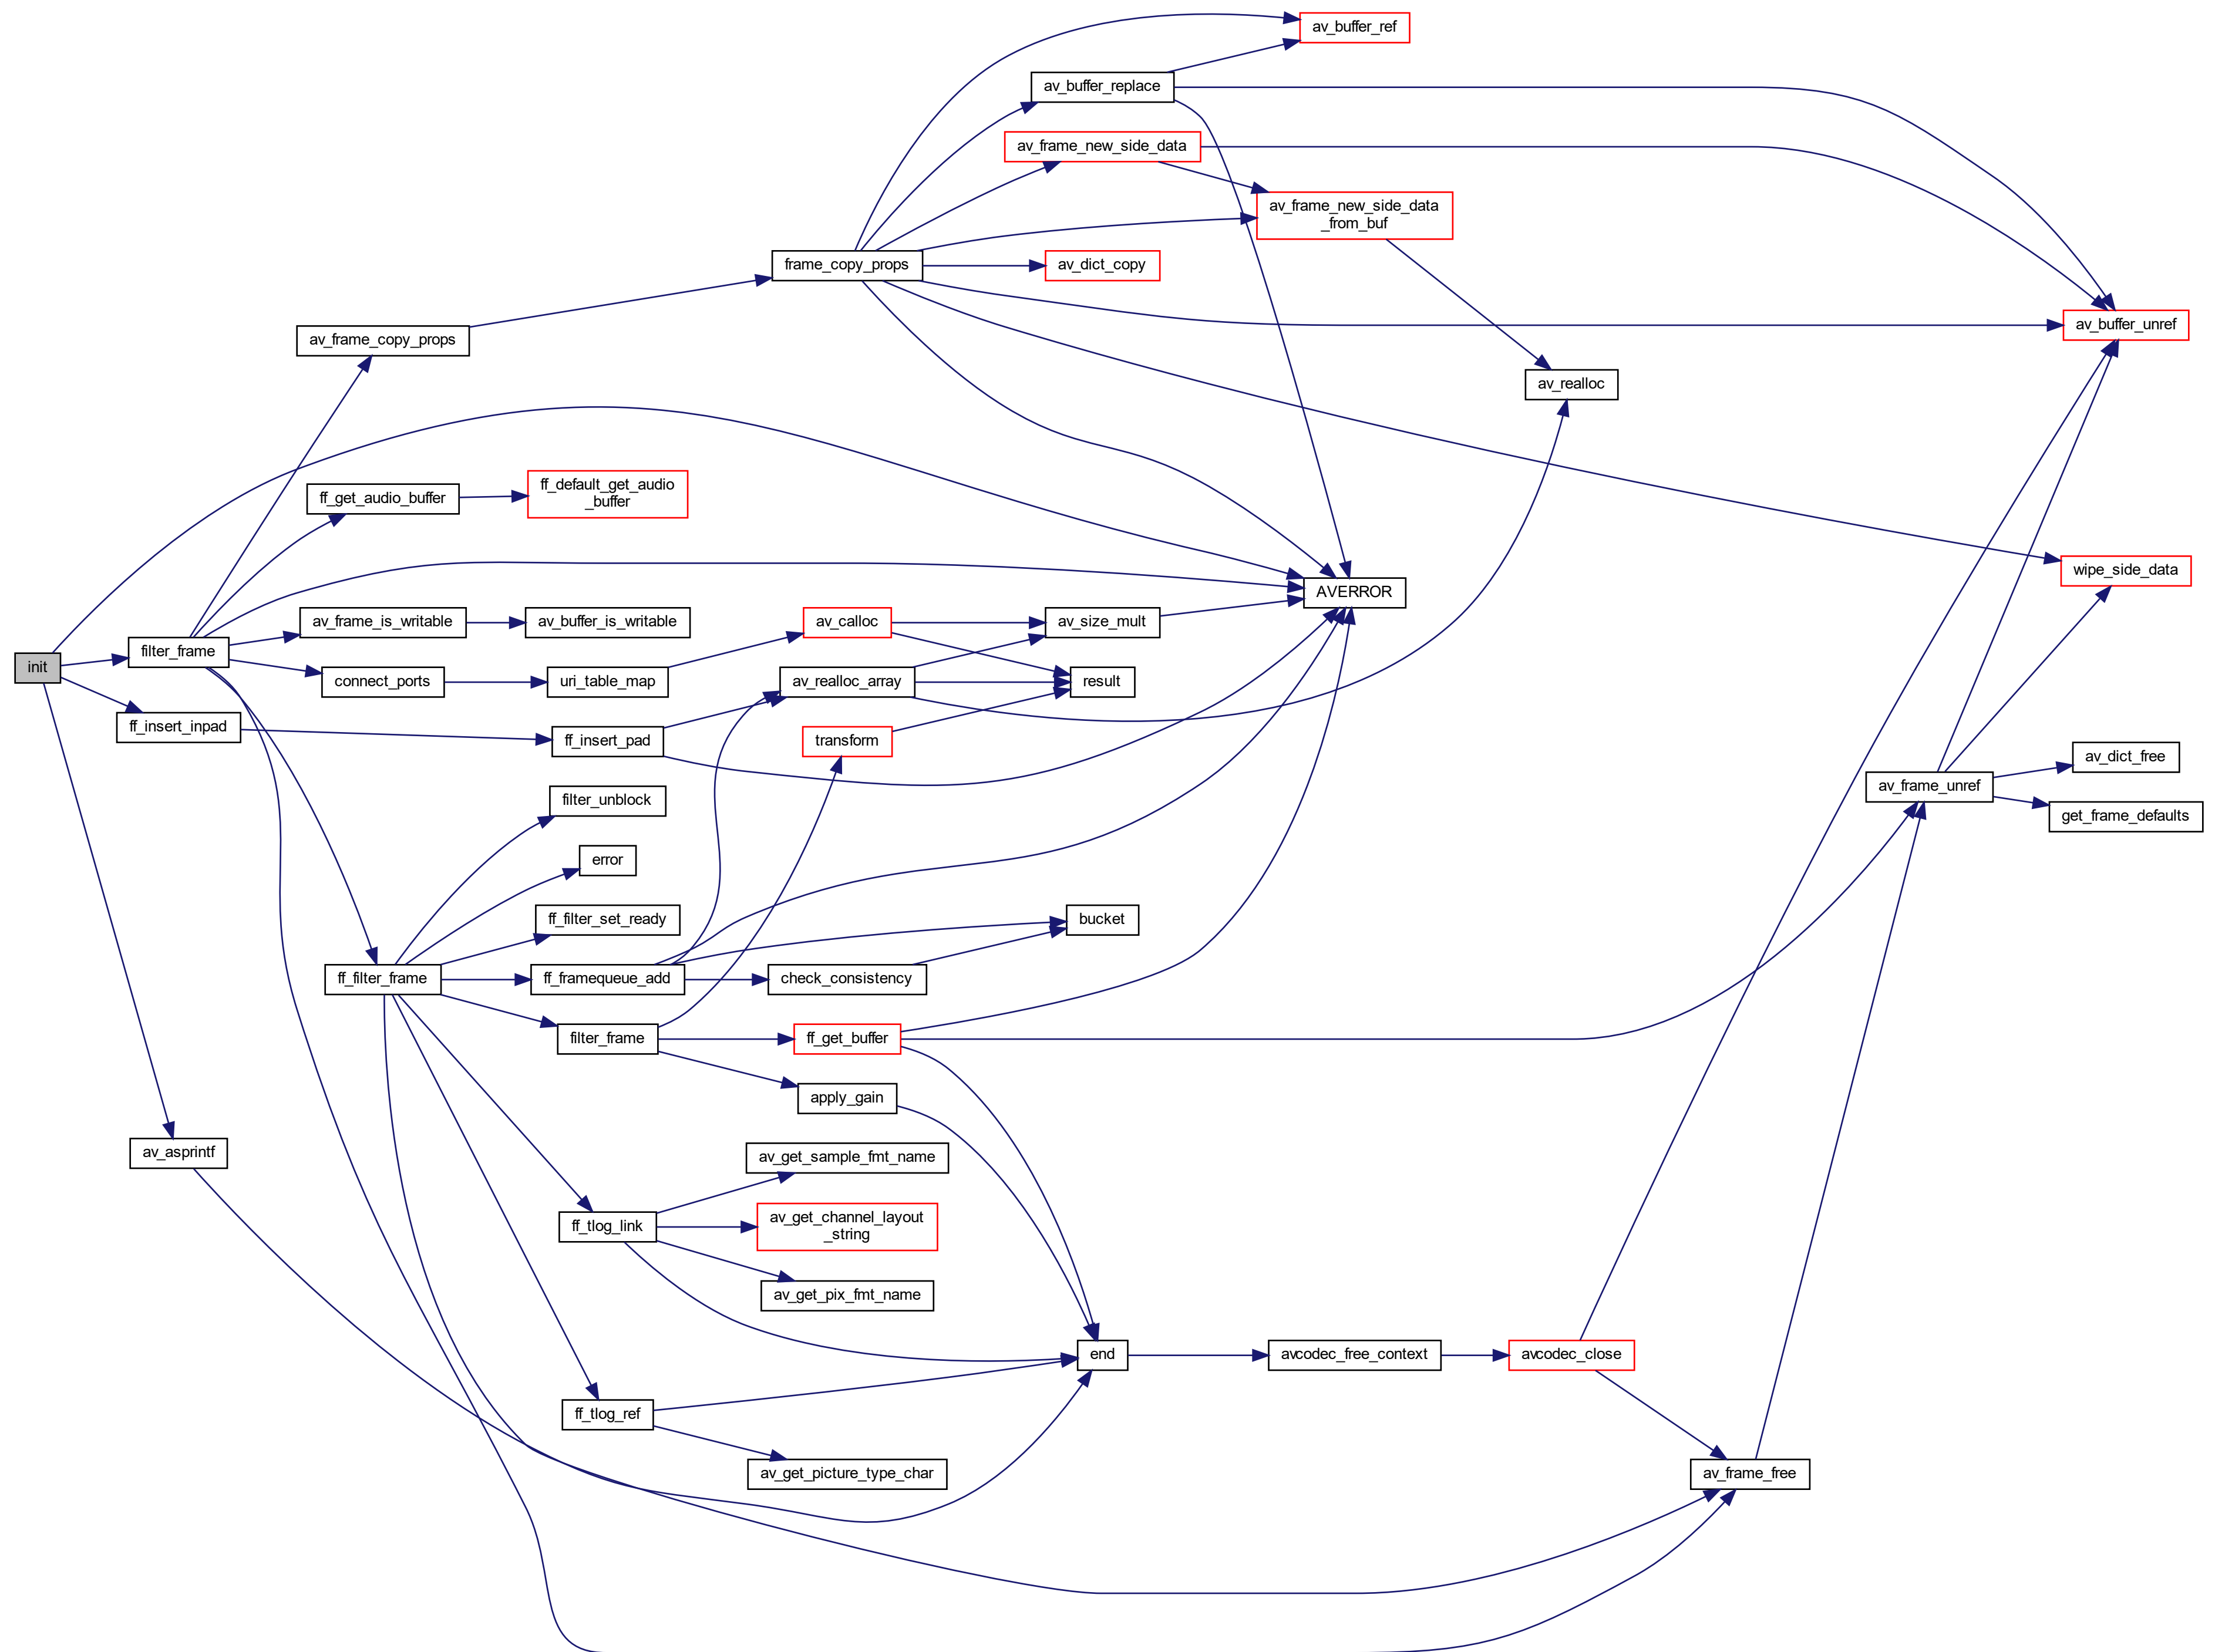 av_buffer_ref
av_buffer_replace
av_frame_new_side_data
av_frame_new_side_data
_from_buf
frame_copy_props
av_dict_copy
av_buffer_unref
av_frame_copy_props
av_realloc
ff_get_audio_buffer
ff_default_get_audio
_buffer
wipe_side_data
AVERROR
av_frame_is_writable
av_buffer_is_writable
av_calloc
av_size_mult
init
filter_frame
connect_ports
uri_table_map
av_realloc_array
result
ff_insert_inpad
ff_insert_pad
transform
av_dict_free
av_frame_unref
filter_unblock
get_frame_defaults
error
ff_filter_set_ready
bucket
ff_filter_frame
ff_framequeue_add
check_consistency
filter_frame
ff_get_buffer
apply_gain
av_asprintf
av_get_sample_fmt_name
ff_tlog_link
av_get_channel_layout
_string
av_get_pix_fmt_name
end
avcodec_free_context
avcodec_close
ff_tlog_ref
av_get_picture_type_char
av_frame_free